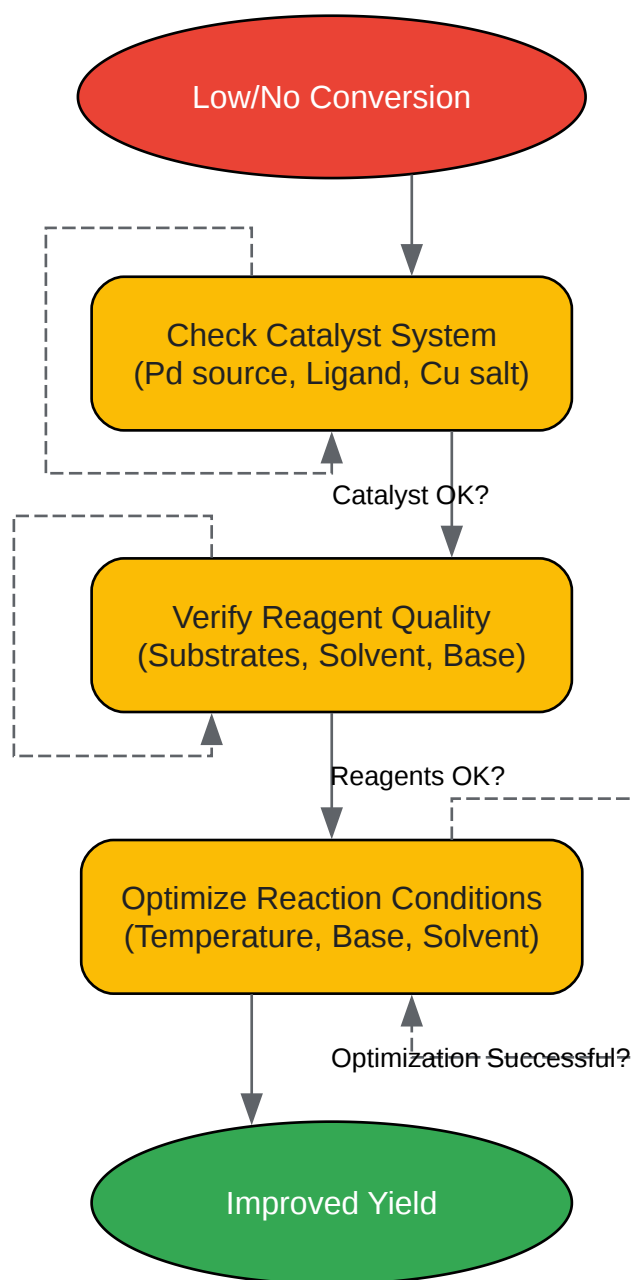 Low/No Conversion
Check Catalyst System
(Pd source, Ligand, Cu salt)
Catalyst OK?
Verify Reagent Quality
(Substrates, Solvent, Base)
Reagents OK?
Optimize Reaction Conditions
(Temperature, Base, Solvent)
Optimization Successful?
Improved Yield